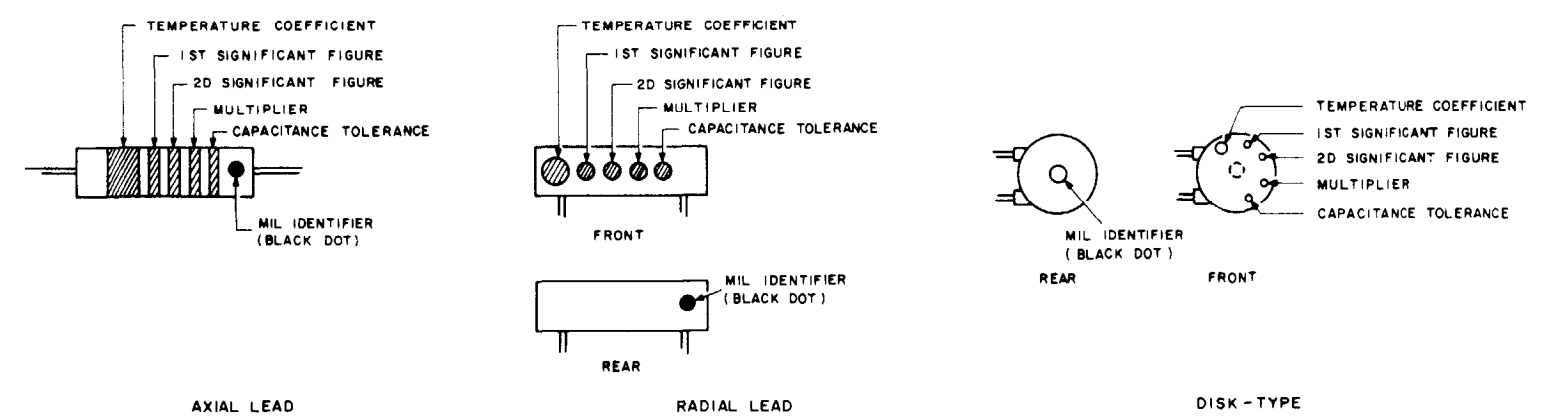 TEMPERATURE COEFFICIENT
1ST SIGNIFICANT FIGURE
2D SIGNIFICANT FIGURE
MULTIPLIER
CAPACITANCE TOLERANCE
MIL IDENTIFIER
(BLACK DOT)
AXIAL LEAD
TEMPERATURE COEFFICIENT
1ST SIGNIFICANT FIGURE
2D SIGNIFICANT FIGURE
MULTIPLIER
CAPACITANCE TOLERANCE
FRONT
MIL IDENTIFIER
(BLACK DOT)
REAR
RADIAL LEAD
TEMPERATURE COEFFICIENT
1ST SIGNIFICANT FIGURE
2D SIGNIFICANT FIGURE
MULTIPLIER
CAPACITANCE TOLERANCE
MIL IDENTIFIER
(BLACK DOT)
REAR
FRONT
DISK-TYPE